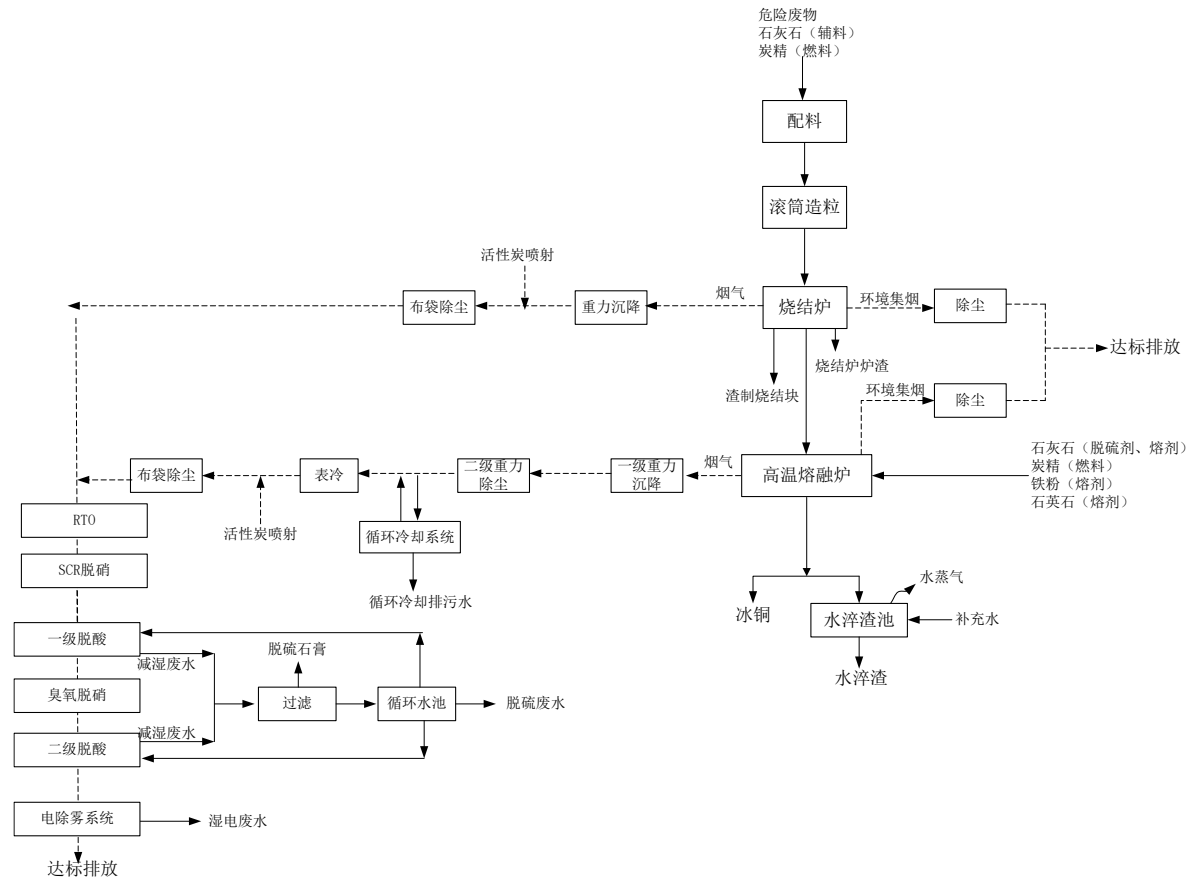 危险废物
石灰石（辅料）
炭精（燃料）
配料
滚筒造粒
活性炭喷射
布袋除尘
重力沉降
烟气
烧结炉
环境集烟
除尘
达标排放
烧结炉炉渣
渣制烧结块
环境集烟
除尘
布袋除尘
表冷
二级重力
除尘
一级重力
沉降
烟气
高温熔融炉
石灰石（脱硫剂、熔剂）
炭精（燃料）
铁粉（熔剂）
石英石（熔剂）
RTO
活性炭喷射
循环冷却系统
SCR脱硝
循环冷却排污水
水蒸气
冰铜
水淬渣池
补充水
水淬渣
一级脱酸
减湿废水
脱硫石膏
臭氧脱硝
过滤
循环水池
脱硫废水
减湿废水
二级脱酸
电除雾系统
湿电废水
达标排放